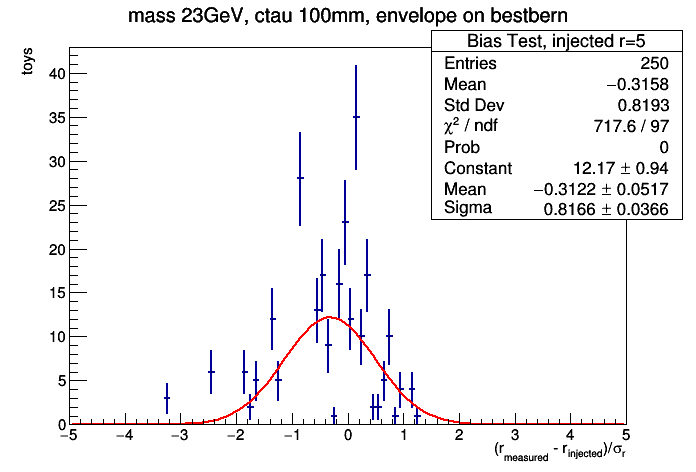 mass 23GeV, ctau 100mm, envelope on bestbern
toys
Bias Test, injected r=5
Entries 250
Mean −0.3158
Std Dev 0.8193
χ² / ndf 717.6 / 97
Prob 0
Constant 12.17 ± 0.94
Mean −0.3122 ± 0.0517
Sigma 0.8166 ± 0.0366
40
35
30
25
20
15
10
5
0
−5 −4 −3 −2 −1 0 1 2 3 4 5
(r_measured - r_injected)/σ_r